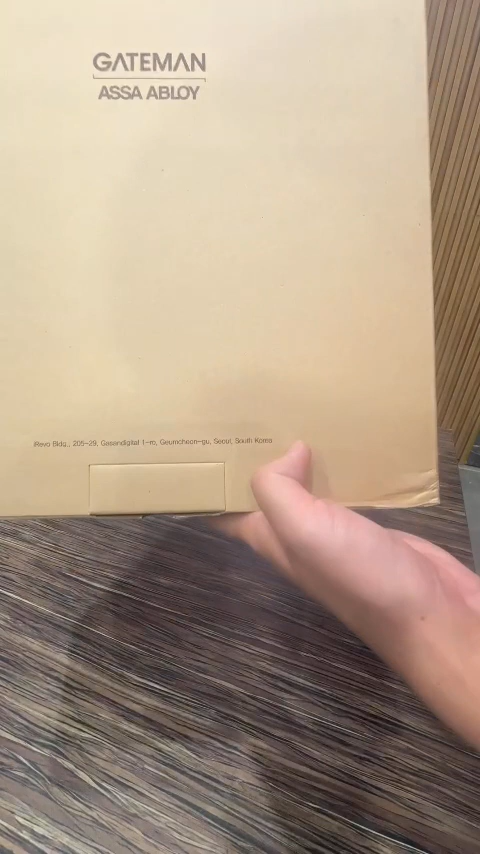 GATEMAN
ASSA ABLOY
iRevo Bldg., 205-29, Gasandigital 1-ro, Geumcheon-gu, Seoul, South Korea